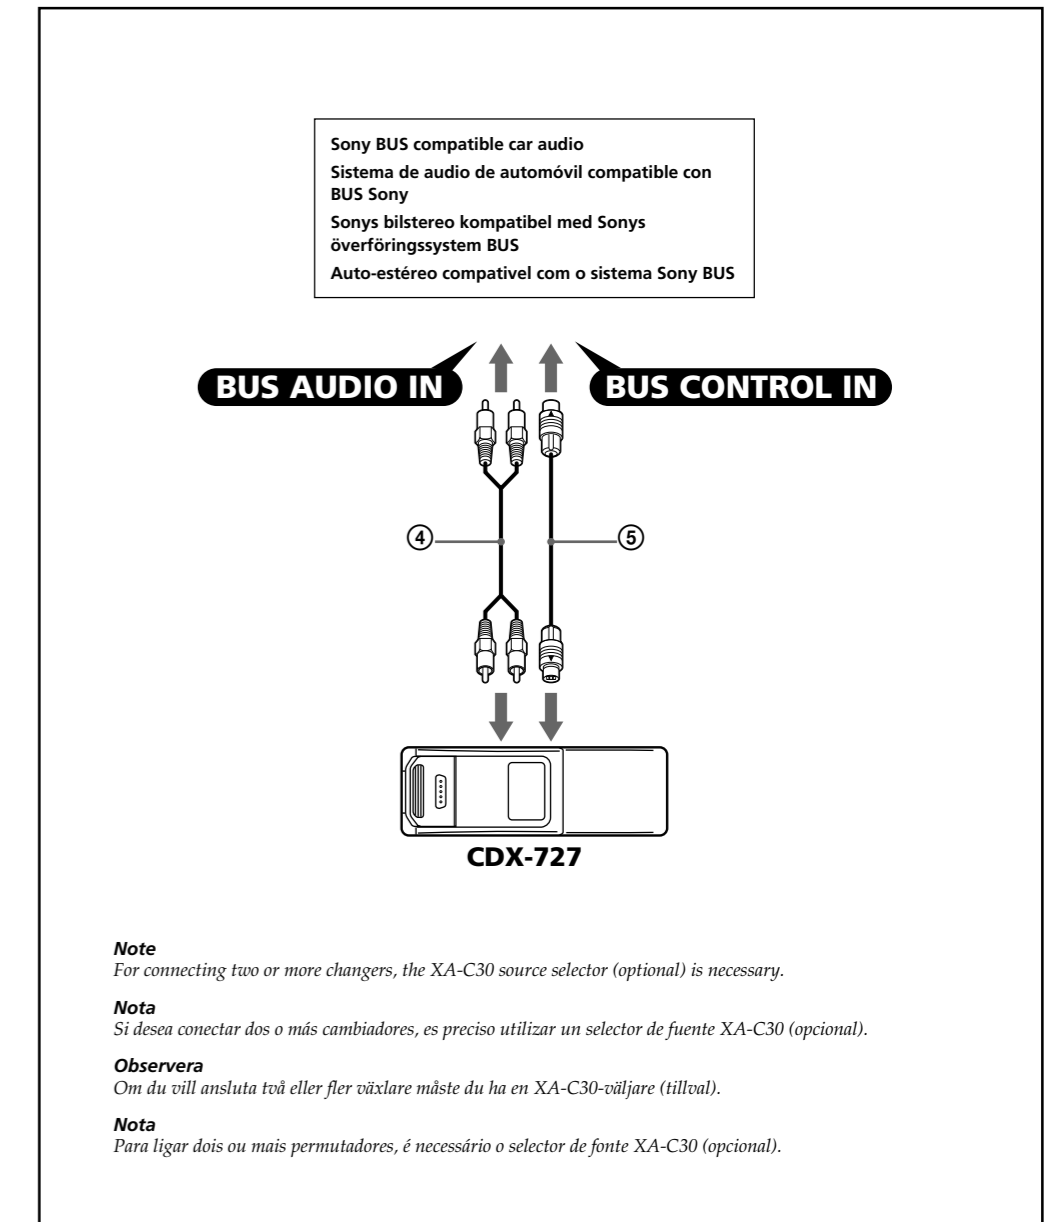 Sony BUS compatible car audio
Sistema de audio de automóvil compatible con
BUS Sony
Sonys bilstereo kompatibel med Sonys
överföringssystem BUS
Auto-estéreo compativel com o sistema Sony BUS
BUS AUDIO IN
BUS CONTROL IN
④
⑤
CDX-727
Note
For connecting two or more changers, the XA-C30 source selector (optional) is necessary.
Nota
Si desea conectar dos o más cambiadores, es preciso utilizar un selector de fuente XA-C30 (opcional).
Observera
Om du vill ansluta två eller fler växlare måste du ha en XA-C30-väljare (tillval).
Nota
Para ligar dois ou mais permutadores, é necessário o selector de fonte XA-C30 (opcional).